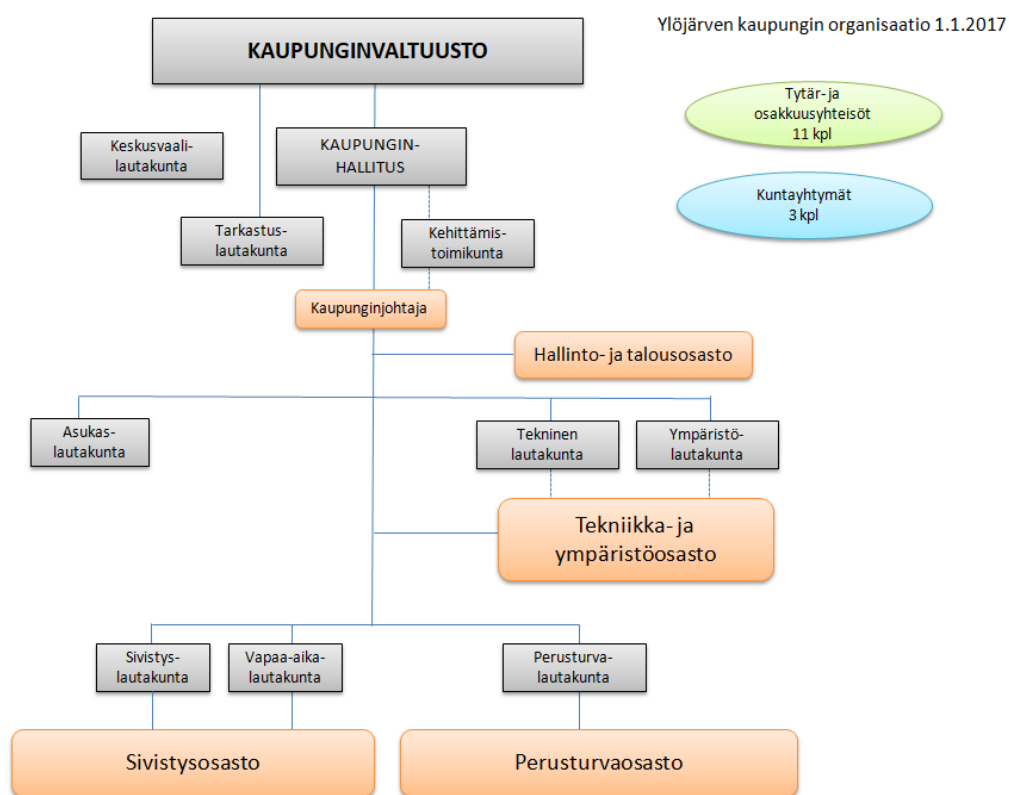 Ylöjärven kaupungin organisaatio 1.1.2017
KAUPUNGINVALTUUSTO
Tytär- ja
osakkuusyhteisöt
11 kpl
Keskusvaali-
lautakunta
KAUPUNGIN-
HALLITUS
Kuntayhtymät
3 kpl
Tarkastus-
lautakunta
Kehittämis-
toimikunta
Kaupunginjohtaja
Hallinto- ja talousosasto
Asukas-
lautakunta
Tekninen
lautakunta
Ympäristö-
lautakunta
Tekniikka- ja
ympäristöosasto
Sivistys-
lautakunta
Vapaa-aika-
lautakunta
Perusturva-
lautakunta
Sivistysosasto
Perusturvaosasto